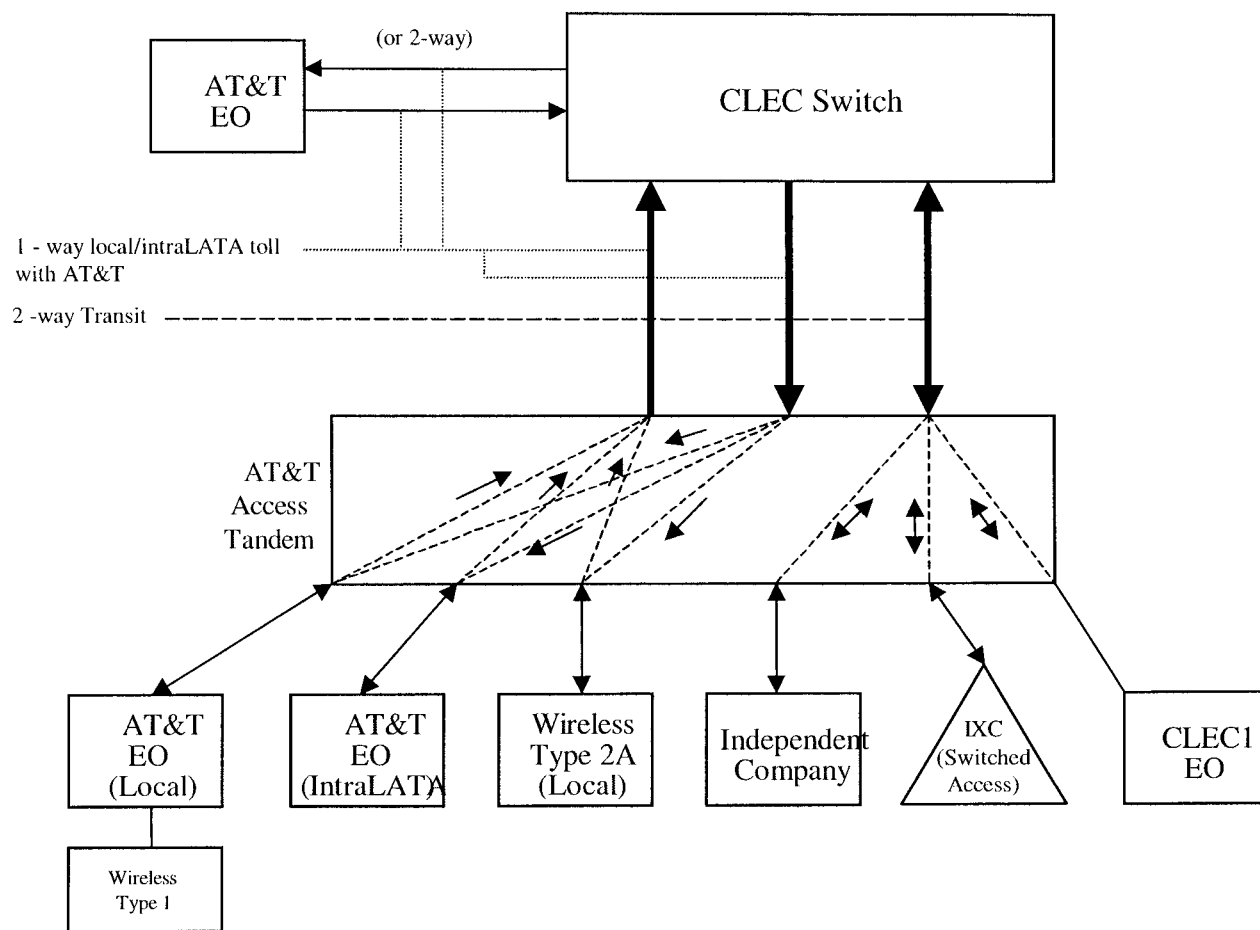 (or 2-way)
AT&T
EO
CLEC Switch
1 - way local/intraLATA toll
with AT&T
2 -way Transit
AT&T
Access
Tandem
AT&T
EO
(Local)
AT&T
EO
(IntraLAT)A
Wireless
Type 2A
(Local)
Independent
Company
IXC
(Switched
Access)
CLEC1
EO
Wireless
Type 1